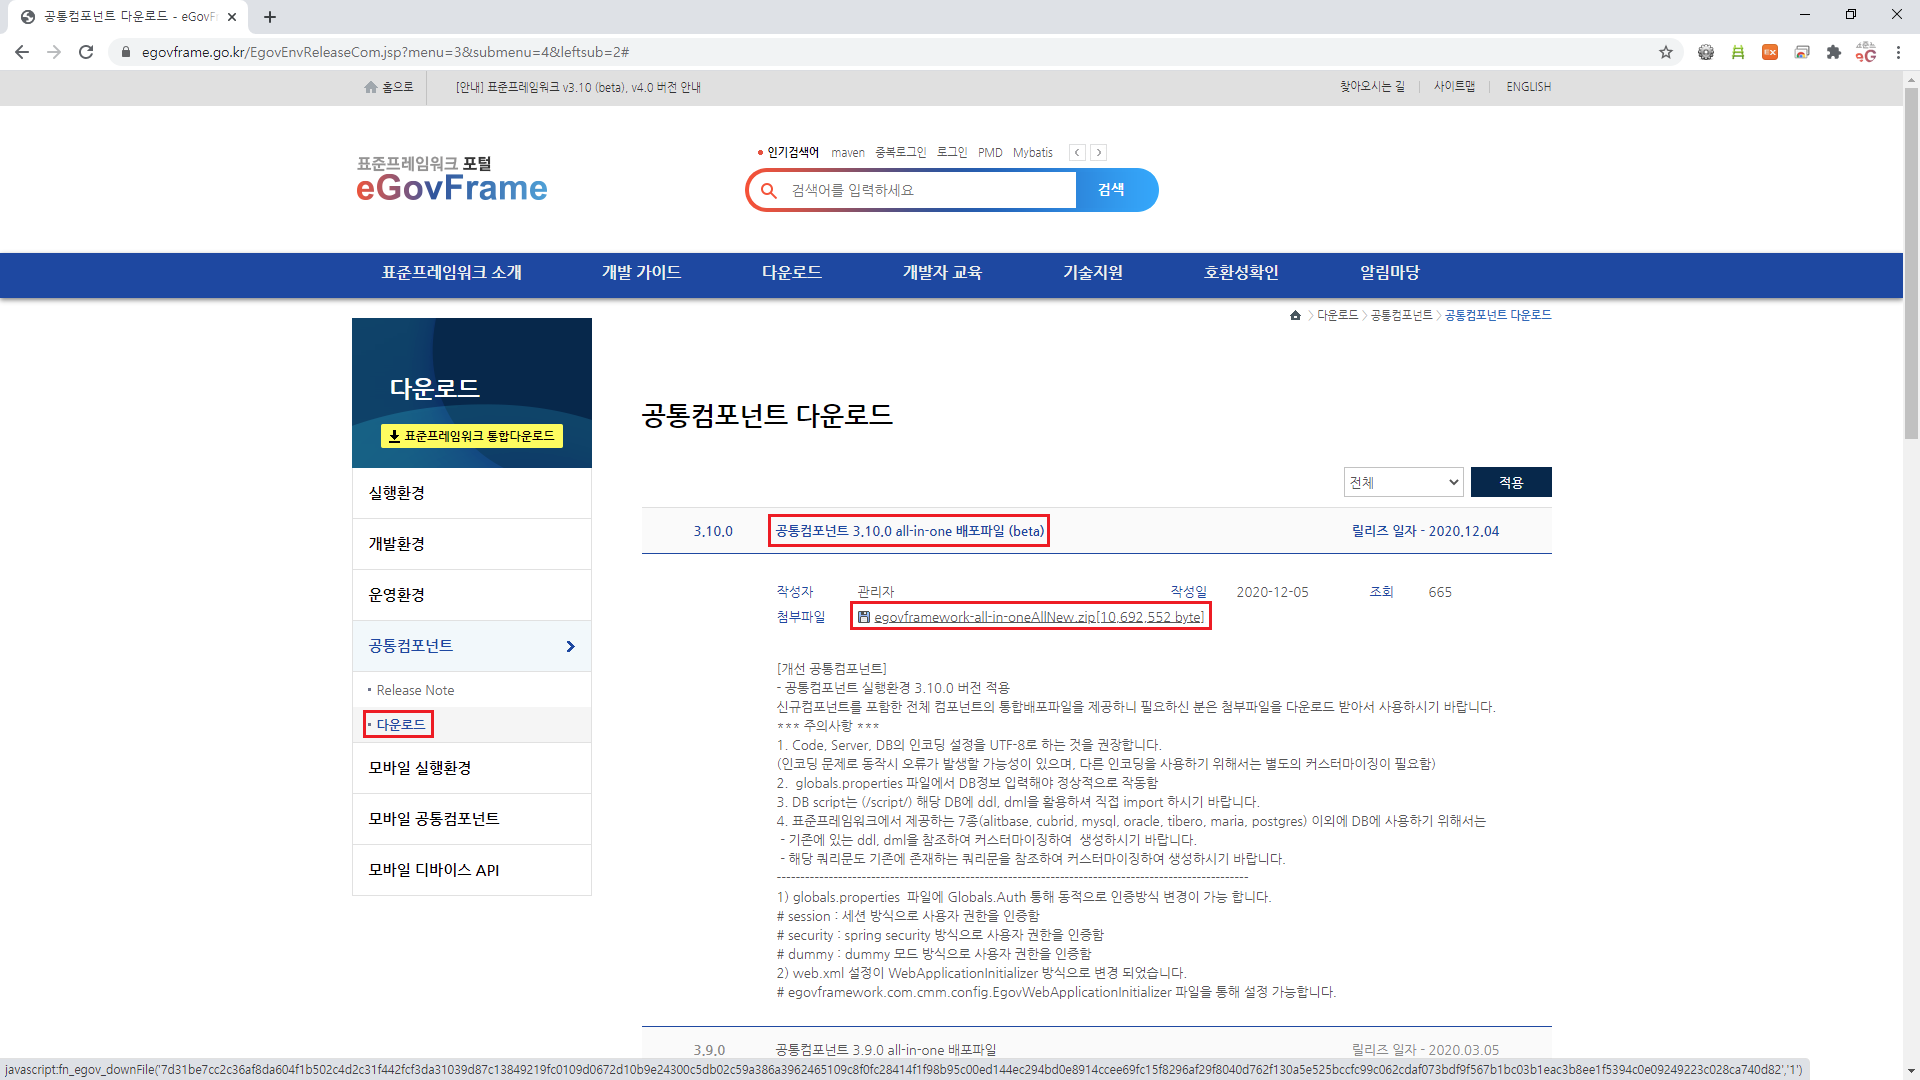 공통컴포넌트 다운로드 - eGovFr
egovframe.go.kr/EgovEnvReleaseCom.jsp?menu=3&submenu=4&leftsub=2#
홈으로
[안내] 표준프레임워크 v3.10 (beta), v4.0 버전 안내
찾아오시는 길
사이트맵
ENGLISH
표준프레임워크 포털
eGovFrame
인기검색어 maven 중복로그인 로그인 PMD Mybatis
검색어를 입력하세요
검색
표준프레임워크 소개 개발 가이드 다운로드 개발자 교육 기술지원 호환성확인 알림마당
다운로드 > 공통컴포넌트 > 공통컴포넌트 다운로드
다운로드
표준프레임워크 통합다운로드
실행환경
개발환경
운영환경
공통컴포넌트
Release Note
다운로드
모바일 실행환경
모바일 공통컴포넌트
모바일 디바이스 API
공통컴포넌트 다운로드
전체
적용
3.10.0 공통컴포넌트 3.10.0 all-in-one 배포파일 (beta) 릴리즈 일자 - 2020.12.04
작성자 관리자 작성일 2020-12-05 조회 665
첨부파일 egovframework-all-in-oneAllNew.zip[10,692,552 byte]
[개선 공통컴포넌트]
- 공통컴포넌트 실행환경 3.10.0 버전 적용
신규컴포넌트를 포함한 전체 컴포넌트의 통합배포파일을 제공하니 필요하신 분은 첨부파일을 다운로드 받아서 사용하시기 바랍니다.
*** 주의사항 ***
1. Code, Server, DB의 인코딩 설정을 UTF-8로 하는 것을 권장합니다.
(인코딩 문제로 동작시 오류가 발생할 가능성이 있으며, 다른 인코딩을 사용하기 위해서는 별도의 커스터마이징이 필요함)
2. globals.properties 파일에서 DB정보 입력해야 정상적으로 작동함
3. DB script는 (/script/) 해당 DB에 ddl, dml을 활용하셔 직접 import 하시기 바랍니다.
4. 표준프레임워크에서 제공하는 7종(alitbase, cubrid, mysql, oracle, tibero, maria, postgres) 이외에 DB에 사용하기 위해서는
- 기존에 있는 ddl, dml을 참조하여 커스터마이징하여 생성하시기 바랍니다.
- 해당 쿼리문도 기존에 존재하는 쿼리문을 참조하여 커스터마이징하여 생성하시기 바랍니다.
1) globals.properties 파일에 Globals.Auth 통해 동적으로 인증방식 변경이 가능 합니다.
# session : 세션 방식으로 사용자 권한을 인증함
# security : spring security 방식으로 사용자 권한을 인증함
# dummy : dummy 모드 방식으로 사용자 권한을 인증함
2) web.xml 설정이 WebApplicationInitializer 방식으로 변경 되었습니다.
# egovframework.com.cmm.config.EgovWebApplicationInitializer 파일을 통해 설정 가능합니다.
3.9.0 공통컴포넌트 3.9.0 all-in-one 배포파일 릴리즈 일자 - 2020.03.05
javascript:fn_egov_downFile('7d31be7cc2c36af8da604f1b502c4d2c31f442fcf3da31039d87c13849219fc0109d0672d10b9e24300c5db02c59a386a3962465109c8f0fc28414f1f98b95c00ed144ec294bd0e8914ccee69fc15f8296af29f8040d762f130a5e525bccfc99c062cdaf073bdf9f567b1bc03b1eac3b8ee1f5394c0e09249223c028ca740d82','1')